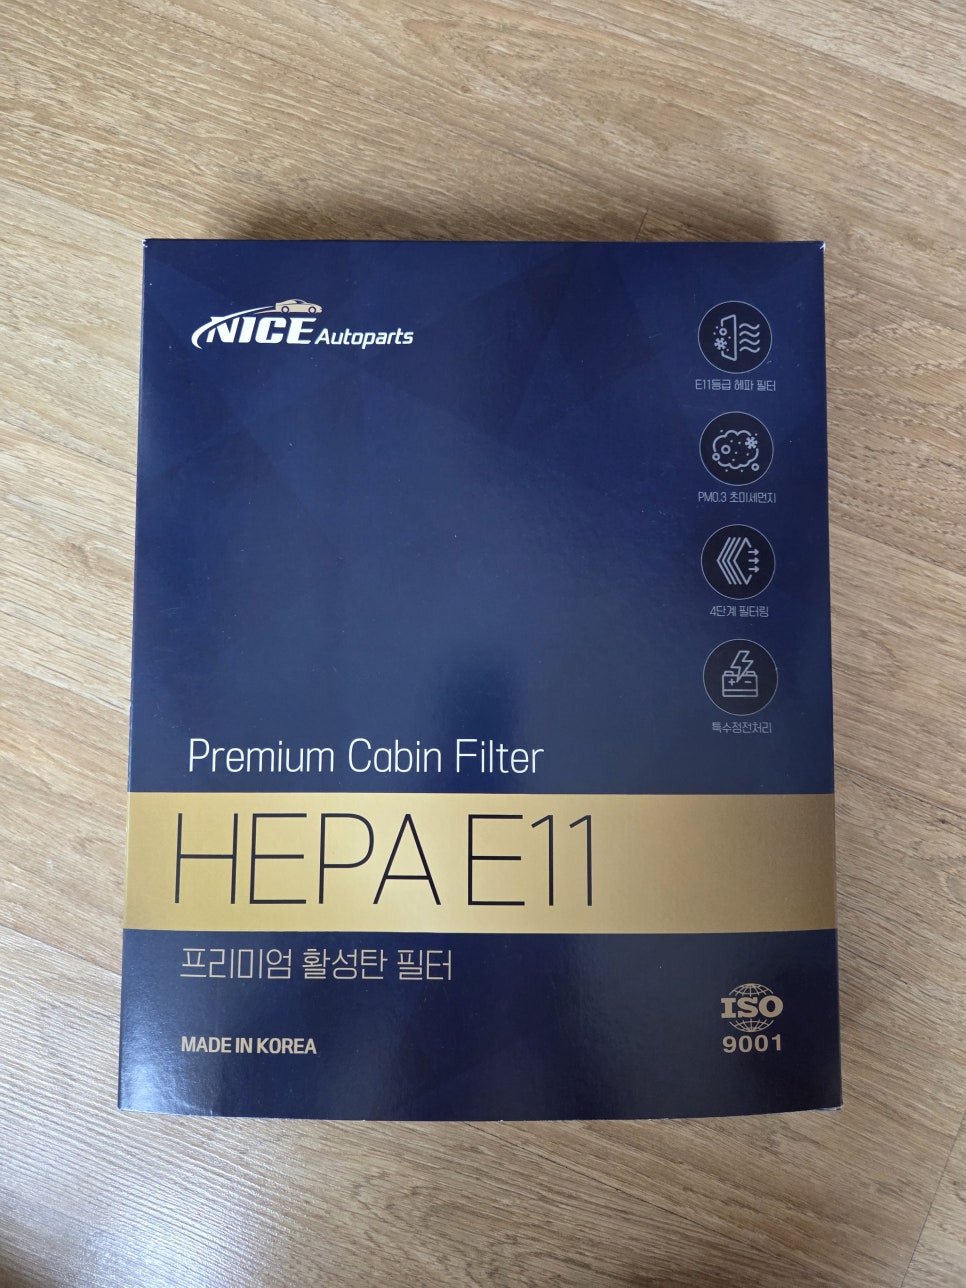 NICE Autoparts
E11등급 헤파 필터
PM0.3 초미세먼지
4단계 필터링
특수정전처리
Premium Cabin Filter
HEPA E11
프리미엄 활성탄 필터
MADE IN KOREA
ISO
9001